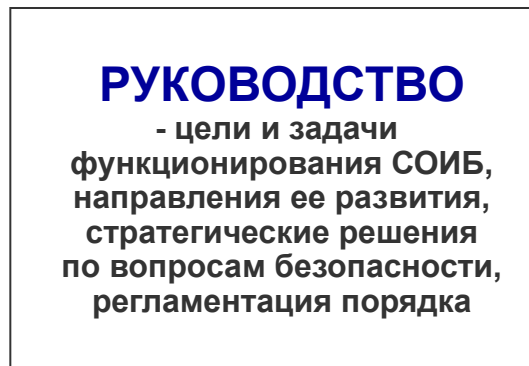 РУКОВОДСТВО
- цели и задачи
функционирования СОИБ,
направления ее развития,
стратегические решения
по вопросам безопасности,
регламентация порядка